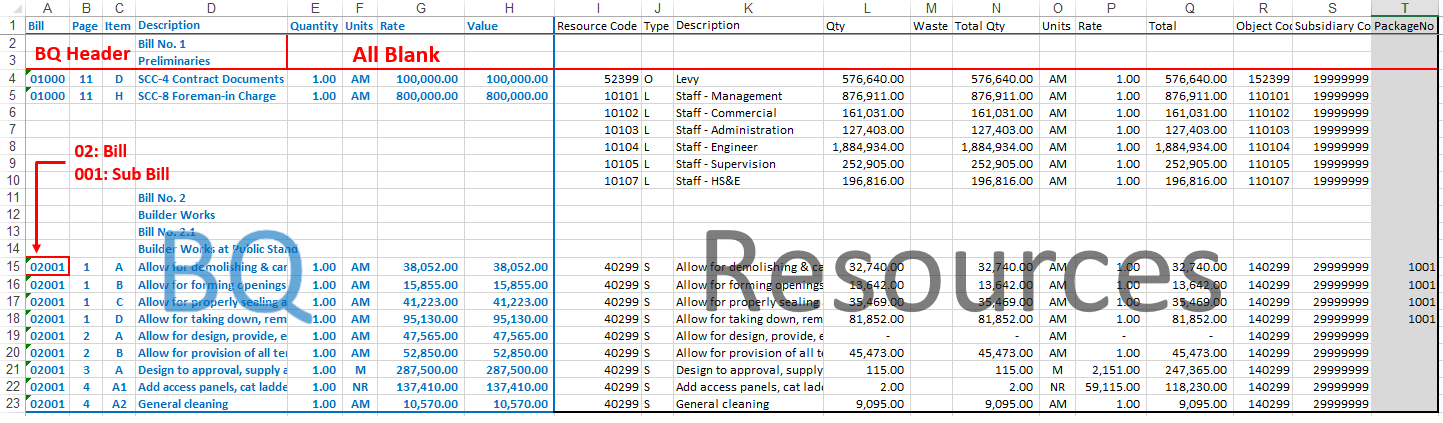 A B C D E F G H I J K L M N O P Q R S T
1 Bill Page Item Description Quantity Units Rate Value Resource Code Type Description Qty Waste Total Qty Units Rate Total Object Co Subsidiary Co PackageNo
2 Bill No. 1
3 Preliminaries
BQ Header All Blank
4 01000 11 D SCC-4 Contract Documents 1.00 AM 100,000.00 100,000.00 52399 O Levy 576,640.00 576,640.00 AM 1.00 576,640.00 152399 19999999
5 01000 11 H SCC-8 Foreman-in Charge 1.00 AM 800,000.00 800,000.00 10101 L Staff - Management 876,911.00 876,911.00 AM 1.00 876,911.00 110101 19999999
6 10102 L Staff - Commercial 161,031.00 161,031.00 AM 1.00 161,031.00 110102 19999999
7 10103 L Staff - Administration 127,403.00 127,403.00 AM 1.00 127,403.00 110103 19999999
8 10104 L Staff - Engineer 1,884,934.00 1,884,934.00 AM 1.00 1,884,934.00 110104 19999999
02: Bill
9 10105 L Staff - Supervision 252,905.00 252,905.00 AM 1.00 252,905.00 110105 19999999
001: Sub Bill
10 10107 L Staff - HS&E 196,816.00 196,816.00 AM 1.00 196,816.00 110107 19999999
11 Bill No. 2
12 Builder Works
13 Bill No. 2.1
14 Builder Works at Public Stand
BQ Resources
15 02001 1 A Allow for demolishing & car 1.00 AM 38,052.00 38,052.00 40299 S Allow for demolishing & ca 32,740.00 32,740.00 AM 1.00 32,740.00 140299 29999999 1001
16 02001 1 B Allow for forming openings 1.00 AM 15,855.00 15,855.00 40299 S Allow for forming openings 13,642.00 13,642.00 AM 1.00 13,642.00 140299 29999999 1001
17 02001 1 C Allow for properly sealing a 1.00 AM 41,223.00 41,223.00 40299 S Allow for properly sealing 35,469.00 35,469.00 AM 1.00 35,469.00 140299 29999999 1001
18 02001 1 D Allow for taking down, rem 1.00 AM 95,130.00 95,130.00 40299 S Allow for taking down, rem 81,852.00 81,852.00 AM 1.00 81,852.00 140299 29999999 1001
19 02001 2 A Allow for design, provide, e 1.00 AM 47,565.00 47,565.00 40299 S Allow for design, provide, e - - AM - 140299 29999999
20 02001 2 B Allow for provision of all te 1.00 AM 52,850.00 52,850.00 40299 S Allow for provision of all t 45,473.00 45,473.00 AM 1.00 45,473.00 140299 29999999
21 02001 3 A Design to approval, supply a 1.00 M 287,500.00 287,500.00 40299 S Design to approval, supply 115.00 115.00 M 2,151.00 247,365.00 140299 29999999
22 02001 4 A1 Add access panels, cat ladde 1.00 NR 137,410.00 137,410.00 40299 S Add access panels, cat lad 2.00 2.00 NR 59,115.00 118,230.00 140299 29999999
23 02001 4 A2 General cleaning 1.00 AM 10,570.00 10,570.00 40299 S General cleaning 9,095.00 9,095.00 AM 1.00 9,095.00 140299 29999999